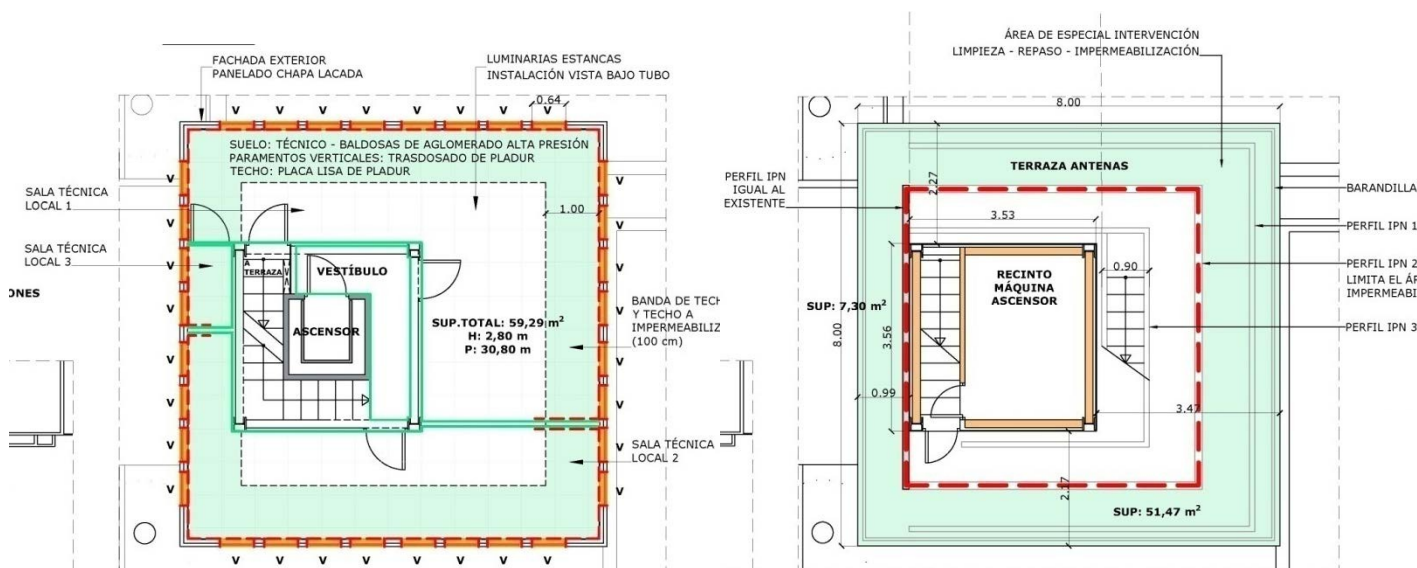 FACHADA EXTERIOR
PANELADO CHAPA LACADA
LUMINARIAS ESTANCAS
INSTALACIÓN VISTA BAJO TUBO
V V V V V V V V
0.64
SUELO: TÉCNICO - BALDOSAS DE AGLOMERADO ALTA PRESIÓN
PARAMENTOS VERTICALES: TRASDOSADO DE PLADUR
TECHO: PLACA LISA DE PLADUR
SALA TÉCNICA
LOCAL 1
1.00
SALA TÉCNICA
LOCAL 3
ONES
A
TERRAZA
VESTÍBULO
ASCENSOR
SUP.TOTAL: 59,29 m²
H: 2,80 m
P: 30,80 m
BANDA DE TECH
Y TECHO A
IMPERMEABILIZ
(100 cm)
SALA TÉCNICA
LOCAL 2
V V V V V V V V
ÁREA DE ESPECIAL INTERVENCIÓN
LIMPIEZA - REPASO - IMPERMEABILIZACIÓN
8.00
TERRAZA ANTENAS
PERFIL IPN
IGUAL AL
EXISTENTE
2.27
BARANDILLA
3.53
PERFIL IPN 1
RECINTO
MÁQUINA
ASCENSOR
0.90
PERFIL IPN 2
LIMITA EL ÁR
IMPERMEABI
SUP: 7,30 m²
PERFIL IPN 3
8.00
3.56
0.99
3.47
2.17
SUP: 51,47 m²